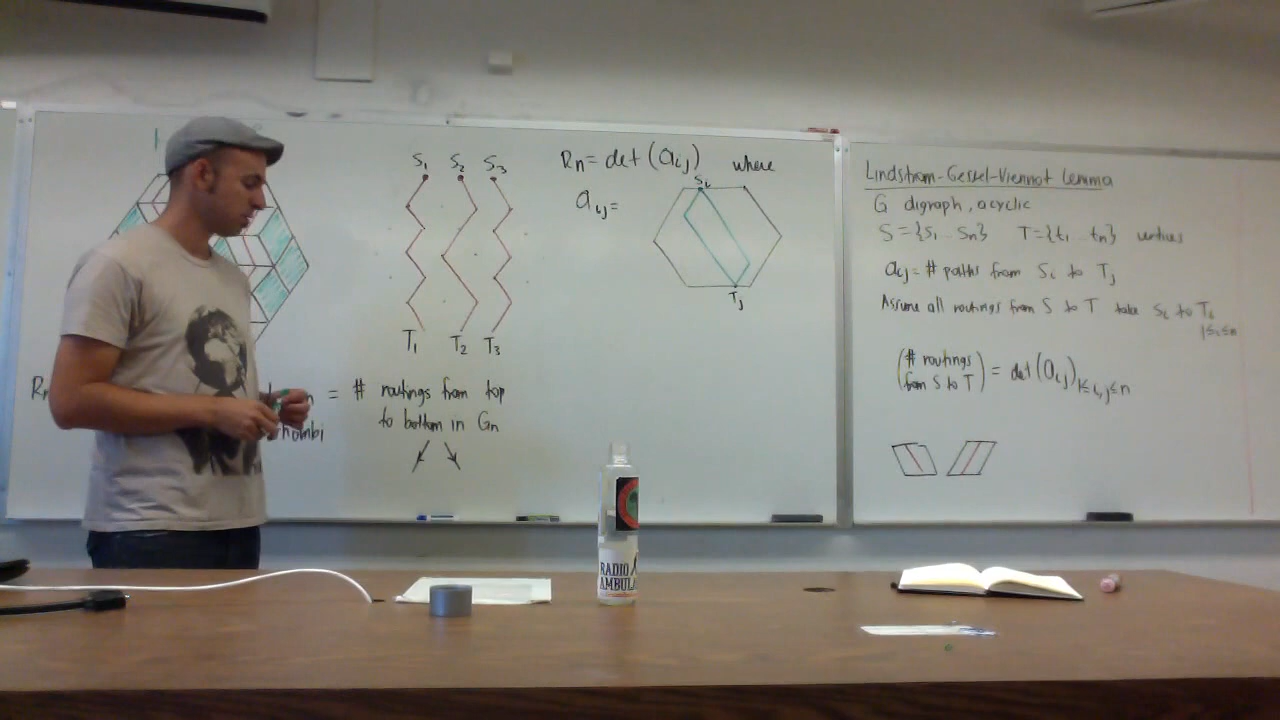 S₁ S₂ S₃
T₁ T₂ T₃
# routings from top
to bottom in Gₙ
rhombi
Rₙ = det (aᵢⱼ) where
aᵢⱼ =
Sᵢ
Tⱼ
Lindstrom-Gessel-Viennot Lemma
G digraph, acyclic
S = {s₁ .. sₙ} T = {t₁ .. tₙ} vertices
aᵢⱼ = # paths from Sᵢ to Tⱼ
Assume all routings from S to T take Sᵢ to Tᵢ
1≤i≤n
(# routings from S to T) = det (aᵢⱼ) 1≤i,j≤n
RADIO
AMBULA